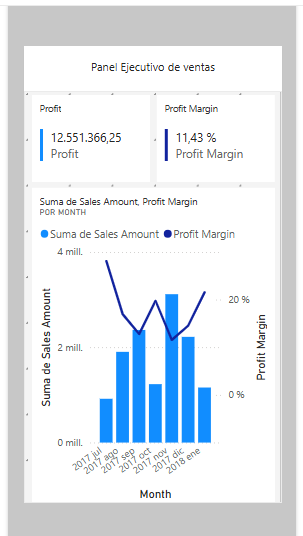 Panel Ejecutivo de ventas
Profit
Profit Margin
12.551.366,25
Profit
11,43 %
Profit Margin
Suma de Sales Amount, Profit Margin
POR MONTH
Suma de Sales Amount
Profit Margin
4 mill.
2 mill.
0 mill.
20 %
0 %
Suma de Sales Amount
Profit Margin
2017 jul
2017 ago
2017 sep
2017 oct
2017 nov
2017 dic
2018 ene
Month